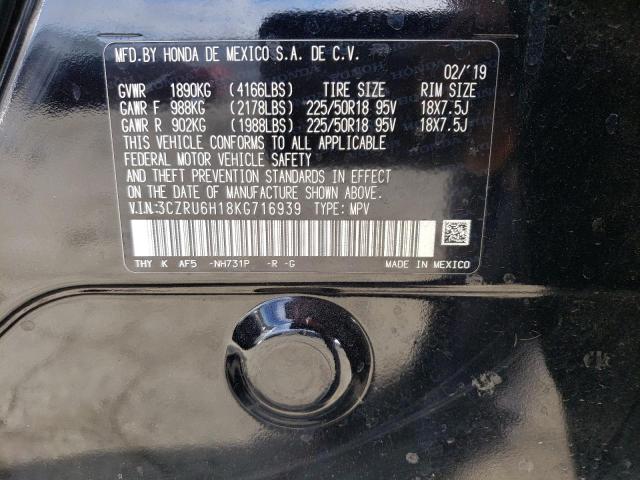 MFD.BY HONDA DE MEXICO S.A. DE C.V.
02/'19
GVWR 1890KG (4166LBS) TIRE SIZE RIM SIZE
GAWR F 988KG (2178LBS) 225/50R18 95V 18X7.5J
GAWR R 902KG (1988LBS) 225/50R18 95V 18X7.5J
THIS VEHICLE CONFORMS TO ALL APPLICABLE
FEDERAL MOTOR VEHICLE SAFETY
AND THEFT PREVENTION STANDARDS IN EFFECT
ON THE DATE OF MANUFACTURE SHOWN ABOVE.
V.I.N:3CZRU6H18KG716939 TYPE: MPV
THY K AF5 -NH731P -R -G MADE IN MEXICO